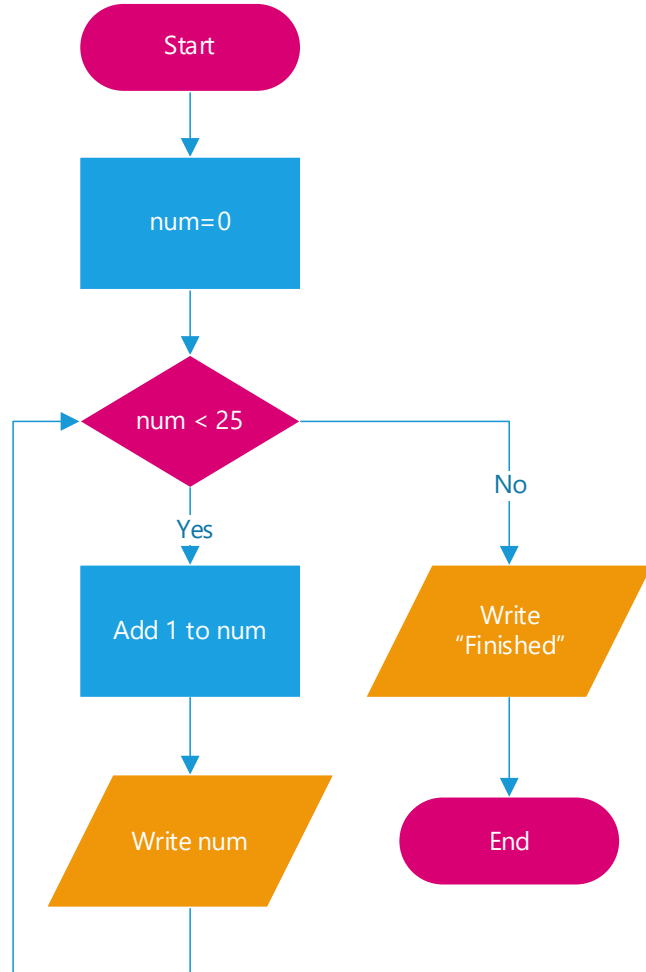 Start
num=0
num < 25
Yes
No
Add 1 to num
Write
“Finished”
Write num
End